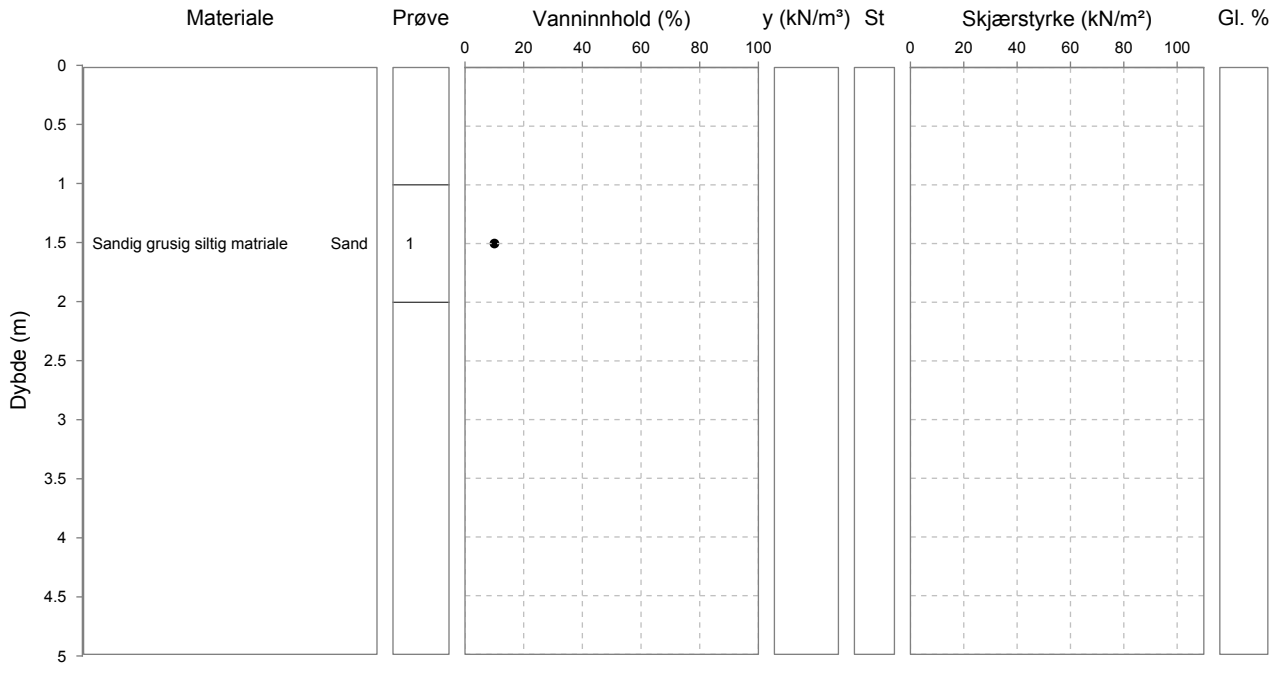 Materiale Prøve Vanninnhold (%) y (kN/m³) St Skjærstyrke (kN/m²) Gl. %
0 20 40 60 80 100 0 20 40 60 80 100
0
0.5
1
1.5 Sandig grusig siltig matriale Sand 1
2
2.5
3
3.5
4
4.5
5
Dybde (m)